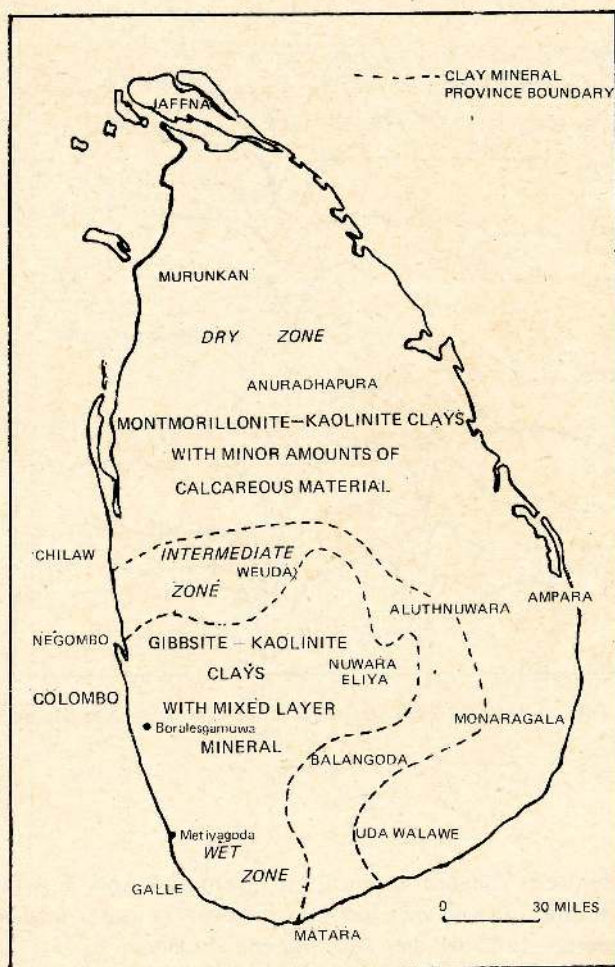 CLAY MINERAL
PROVINCE BOUNDARY
JAFFNA
MURUNKAN
DRY ZONE
ANURADHAPURA
MONTMORILLONITE–KAOLINITE CLAYS
WITH MINOR AMOUNTS OF
CALCAREOUS MATERIAL
CHILAW
INTERMEDIATE
WEUDA
ZONE
ALUTHNUWARA
AMPARA
NEGOMBO
GIBBSITE – KAOLINITE
CLAYS
NUWARA
ELIYA
COLOMBO
WITH MIXED LAYER
MONARAGALA
Boralesgamuwa
MINERAL
BALANGODA
Metiyagoda
WET
UDA WALAWE
ZONE
GALLE
0 30 MILES
MATARA